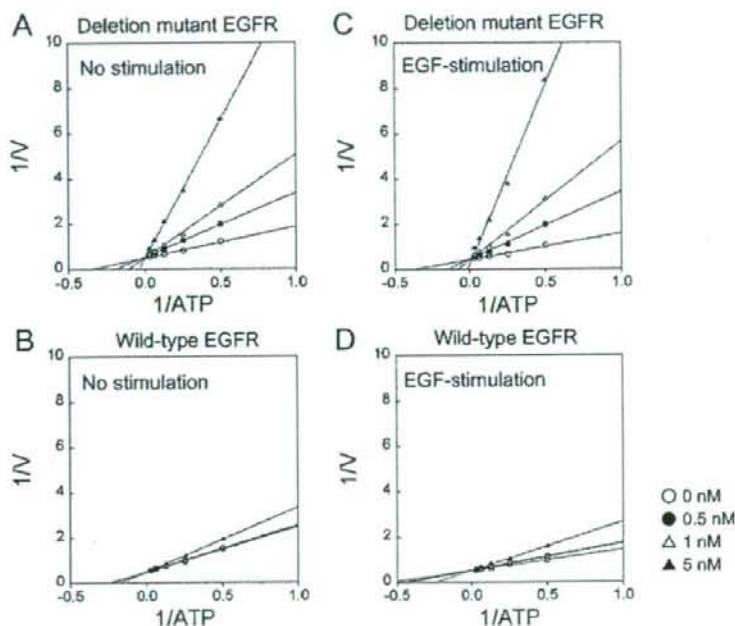 A
Deletion mutant EGFR
No stimulation
1/V
10
8
6
4
2
0
-0.5
0.0
0.5
1.0
1/ATP
C
Deletion mutant EGFR
EGF-stimulation
1/V
10
8
6
4
2
0
-0.5
0.0
0.5
1.0
1/ATP
B
Wild-type EGFR
No stimulation
1/V
10
8
6
4
2
0
-0.5
0.0
0.5
1.0
1/ATP
D
Wild-type EGFR
EGF-stimulation
1/V
10
8
6
4
2
0
-0.5
0.0
0.5
1.0
1/ATP
0 nM
0.5 nM
1 nM
5 nM